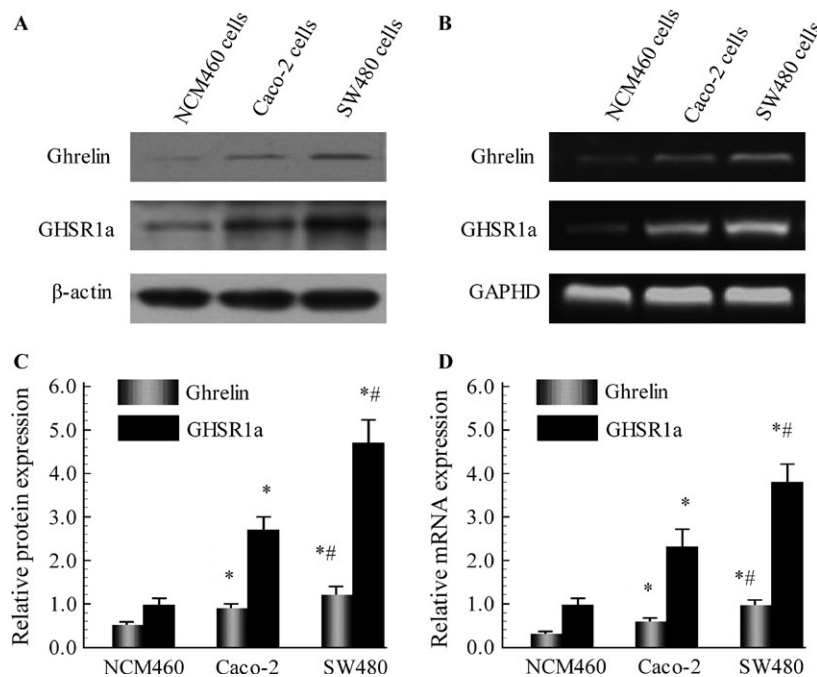 A
NCM460 cells
Caco-2 cells
SW480 cells
Ghrelin
GHSR1a
β-actin
B
NCM460 cells
Caco-2 cells
SW480 cells
Ghrelin
GHSR1a
GAPHD
C
Relative protein expression
6.0
5.0
4.0
3.0
2.0
1.0
0.0
Ghrelin
GHSR1a
*
*
*#
*#
NCM460
Caco-2
SW480
D
Relative mRNA expression
6.0
5.0
4.0
3.0
2.0
1.0
0.0
Ghrelin
GHSR1a
*
*
*#
*#
NCM460
Caco-2
SW480